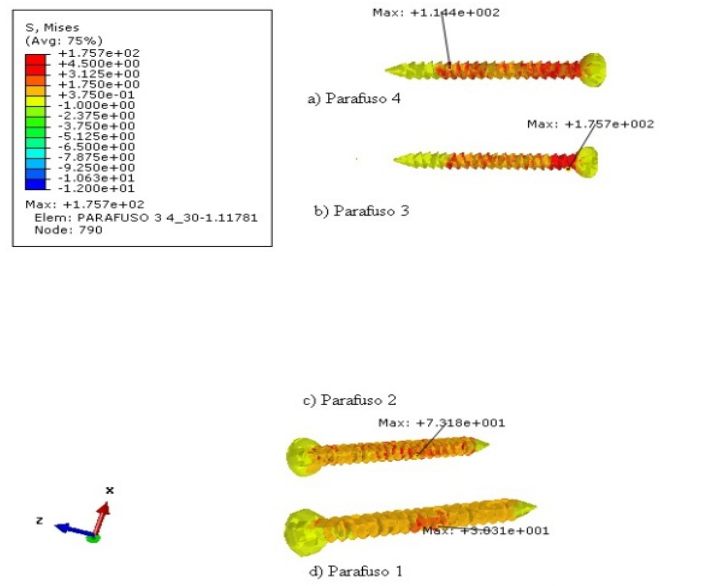 S, Mises
(Avg: 75%)
+1.757e+02
+4.500e+00
+3.125e+00
+1.750e+00
+3.750e-01
-1.000e+00
-2.375e+00
-3.750e+00
-5.125e+00
-6.500e+00
-7.875e+00
-9.250e+00
-1.063e+01
-1.200e+01
Max: +1.757e+02
Elem: PARAFUSO 3 4_30-1.11781
Node: 790
Max: +1.144e+002
a) Parafuso 4
Max: +1.757e+002
b) Parafuso 3
c) Parafuso 2
Max: +7.318e+001
Max: +3.031e+001
d) Parafuso 1
X
Z